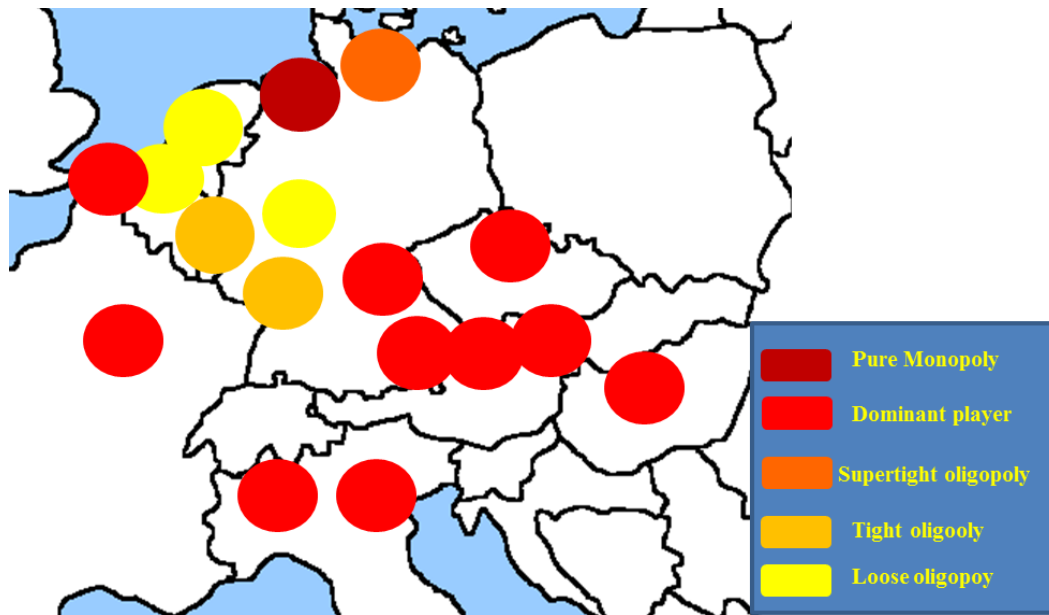 Pure Monopoly
Dominant player
Supertight oligopoly
Tight oligooly
Loose oligopoy